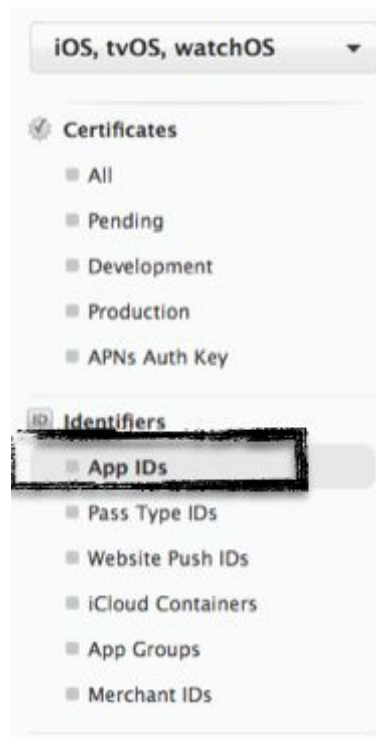 iOS, tvOS, watchOS
Certificates
All
Pending
Development
Production
APNs Auth Key
ID Identifiers
App IDs
Pass Type IDs
Website Push IDs
iCloud Containers
App Groups
Merchant IDs